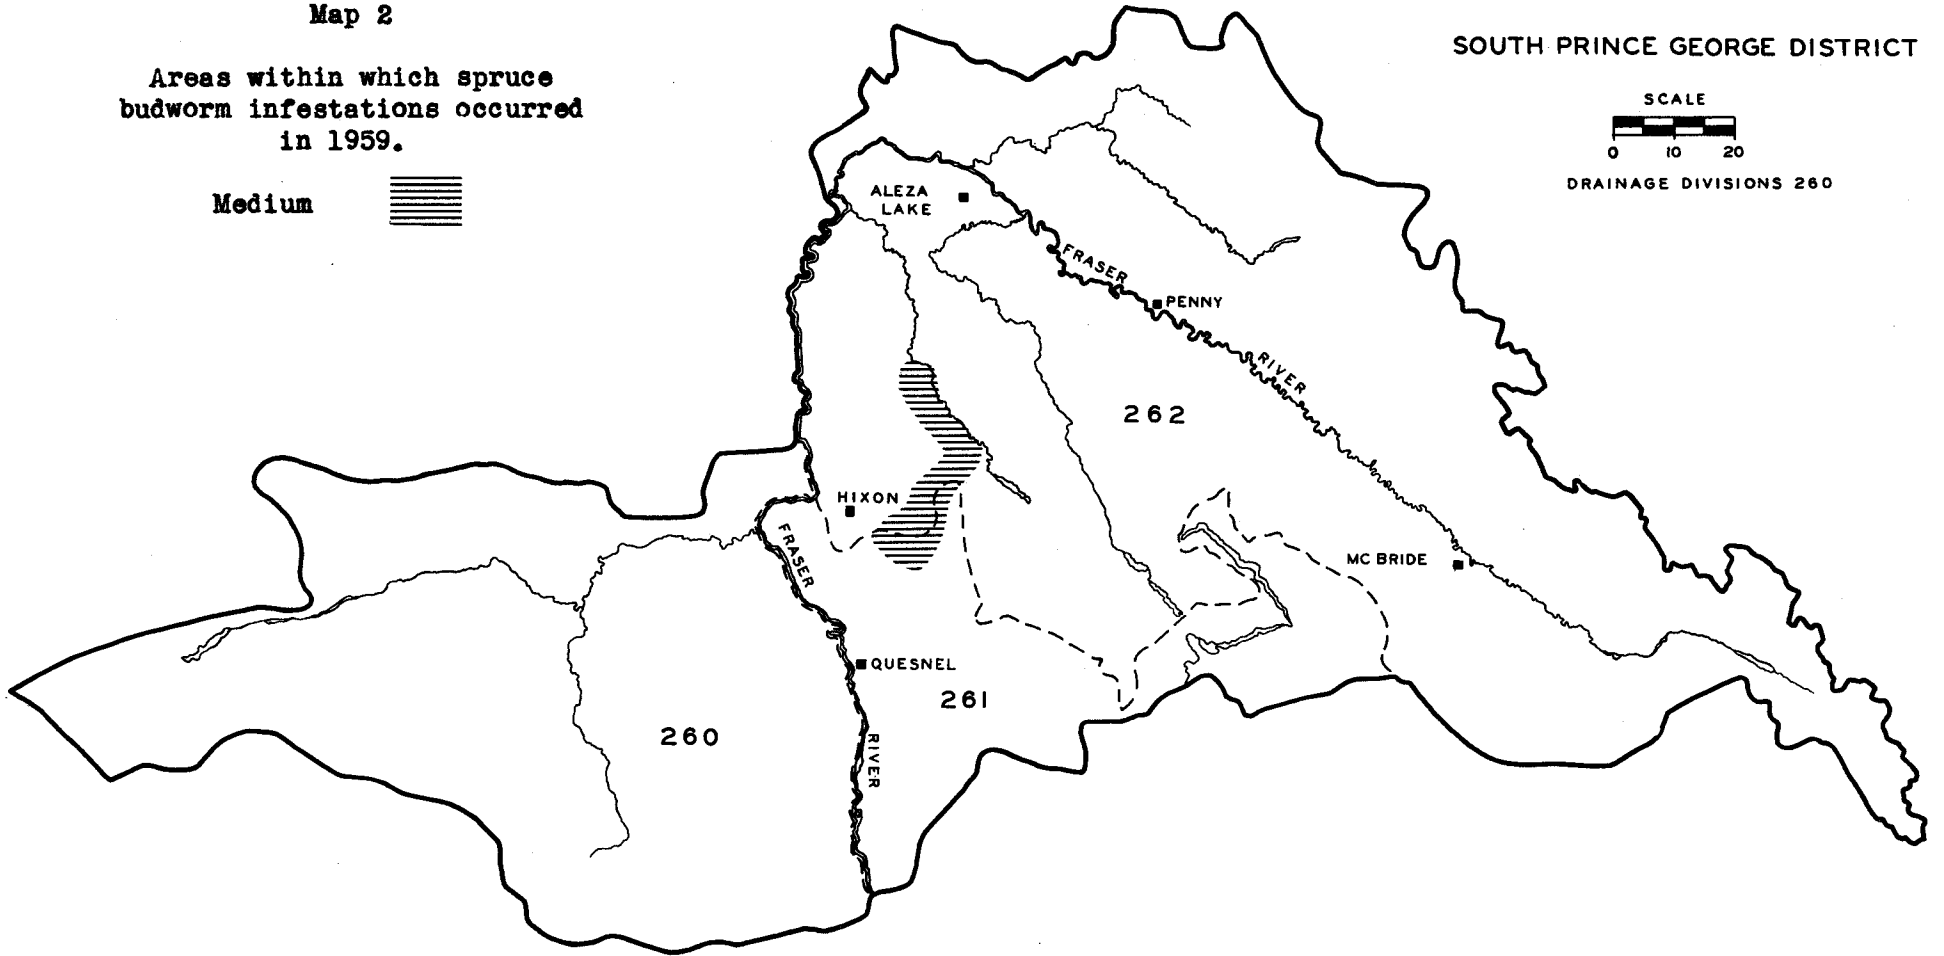 Map 2
Areas within which spruce
budworm infestations occurred
in 1959.
Medium
SOUTH PRINCE GEORGE DISTRICT
SCALE
0 10 20
DRAINAGE DIVISIONS 260
ALEZA
LAKE
FRASER
PENNY
RIVER
262
HIXON
FRASER
MC BRIDE
QUESNEL
261
260
RIVER